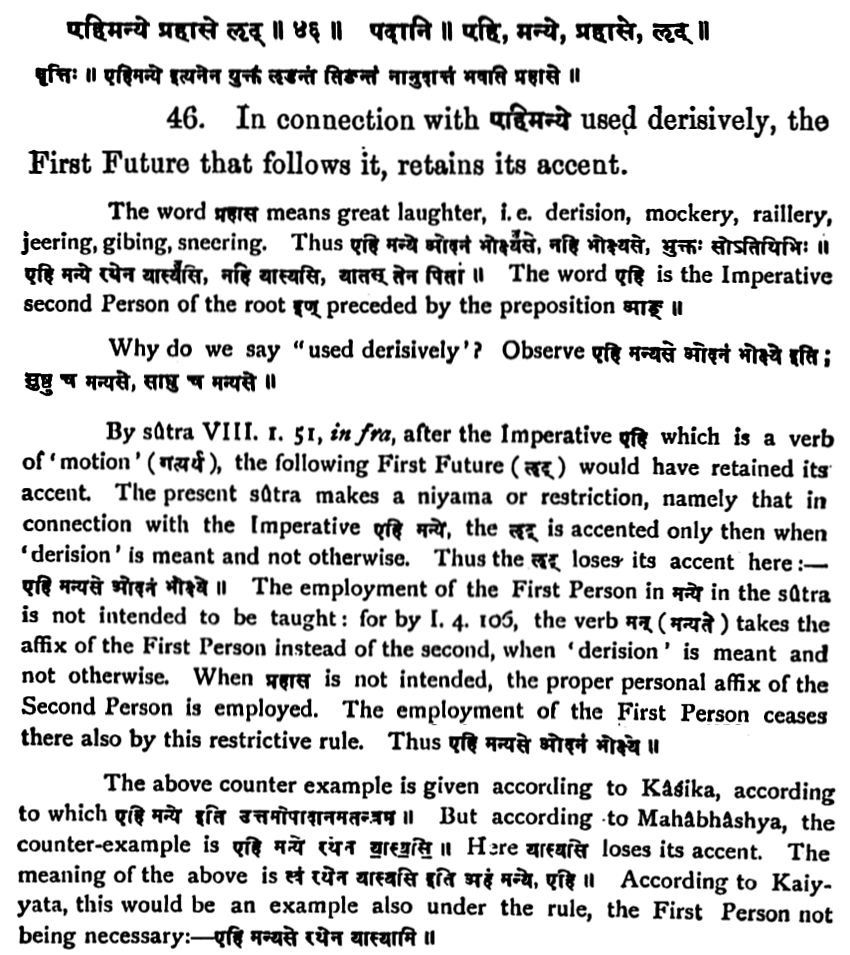 एहिमन्ये प्रहासे लृट् ॥ ४६ ॥ पदानि ॥ एहि, मन्ये, प्रहासे, लृट् ॥
वृत्तिः ॥ एहिमन्ये इत्यनेन युक्तं लृडन्तं तिङन्तं नानुदात्तं भवति प्रहासे ॥
46. In connection with एहिमन्ये used derisively, the
First Future that follows it, retains its accent.
The word प्रहास means great laughter, i. e. derision, mockery, raillery,
jeering, gibing, sneering. Thus एहि मन्ये ओदनं भोक्ष्यसे, नहि भोक्ष्यसे, भुक्तः सोऽतिथिभिः ॥
एहि मन्ये रथेन यास्यसि, नहि यास्यसि, यातस् तेन पिता ॥ The word एहि is the Imperative
second Person of the root इण् preceded by the preposition आङ् ॥
Why do we say "used derisively'? Observe एहि मन्यसे ओदनं भोक्ष्ये इति ;
सुष्ठु च मन्यसे, साधु च मन्यसे ॥
By sûtra VIII. 1. 51, in fra, after the Imperative एहि which is a verb
of 'motion' (गत्यर्थ), the following First Future (लृट्) would have retained its
accent. The present sûtra makes a niyama or restriction, namely that in
connection with the Imperative एहि मन्ये, the लृट् is accented only then when
'derision' is meant and not otherwise. Thus the लृट् loses its accent here :—
एहि मन्यसे ओदनं भोक्ष्ये ॥ The employment of the First Person in मन्ये in the sûtra
is not intended to be taught: for by I. 4. 106, the verb मन् (मन्यते) takes the
affix of the First Person instead of the second, when 'derision' is meant and
not otherwise. When प्रहास is not intended, the proper personal affix of the
Second Person is employed. The employment of the First Person ceases
there also by this restrictive rule. Thus एहि मन्यसे ओदनं भोक्ष्ये ॥
The above counter example is given according to Kâśika, according
to which एहि मन्ये इति उत्तमोपादानमतन्त्रम ॥ But according to Mahâbhâshya, the
counter-example is एहि मन्ये रथेन या॒स्य॒सि॒ ॥ Here यास्यसि loses its accent. The
meaning of the above is त्वं रथेन यास्यसि इति अहं मन्ये, एहि ॥ According to Kaiy-
yata, this would be an example also under the rule, the First Person not
being necessary:—एहि मन्यसे रथेन यास्यामि ॥